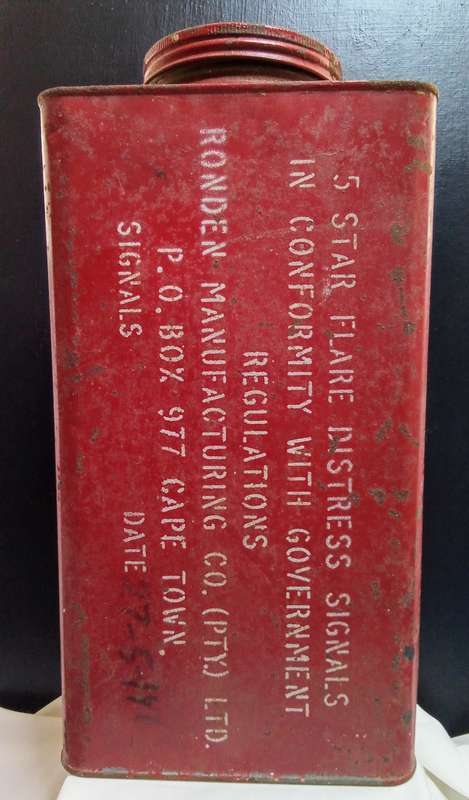 5 STAR FLARE DISTRESS SIGNALS
IN CONFORMITY WITH GOVERNMENT
REGULATIONS
RONDEN MANUFACTURING CO. (PTY.) LTD.
P.O. BOX 977 CAPE TOWN.
SIGNALS DATE